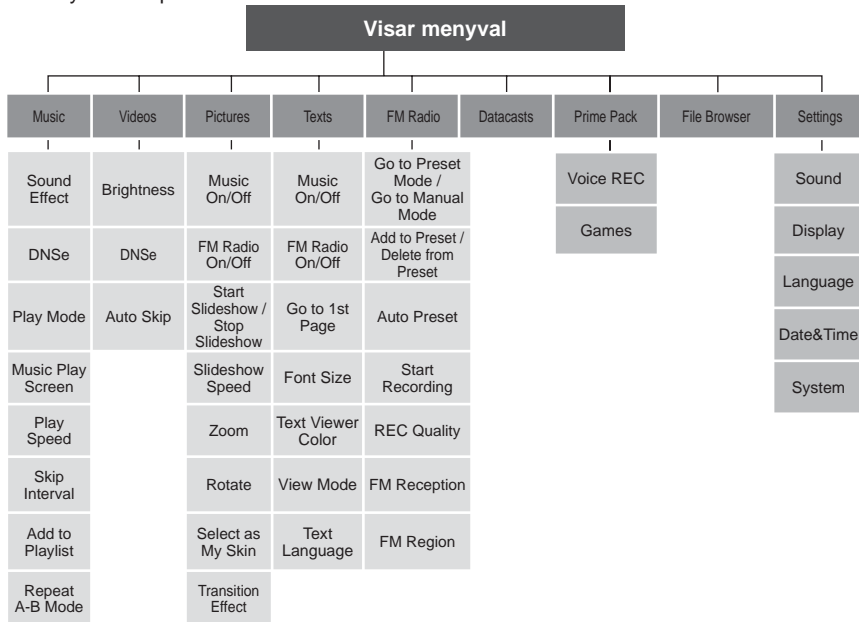 Visar menyval
Music
Videos
Pictures
Texts
FM Radio
Datacasts
Prime Pack
File Browser
Settings
Sound
Effect
DNSe
Play Mode
Music Play
Screen
Play
Speed
Skip
Interval
Add to
Playlist
Repeat
A-B Mode
Brightness
DNSe
Auto Skip
Music
On/Off
FM Radio
On/Off
Start
Slideshow /
Stop
Slideshow
Slideshow
Speed
Zoom
Rotate
Select as
My Skin
Transition
Effect
Music
On/Off
FM Radio
On/Off
Go to 1st
Page
Font Size
Text Viewer
Color
View Mode
Text
Language
Go to Preset
Mode /
Go to Manual
Mode
Add to Preset /
Delete from
Preset
Auto Preset
Start
Recording
REC Quality
FM Reception
FM Region
Voice REC
Games
Sound
Display
Language
Date&Time
System